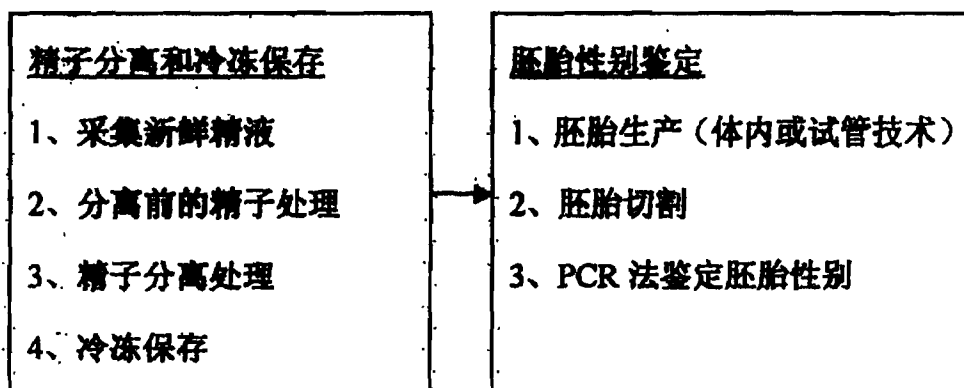 精子分离和冷冻保存
1、采集新鲜精液
2、分离前的精子处理
3、精子分离处理
4、冷冻保存
胚胎性别鉴定
1、胚胎生产（体内或试管技术）
2、胚胎切割
3、PCR 法鉴定胚胎性别